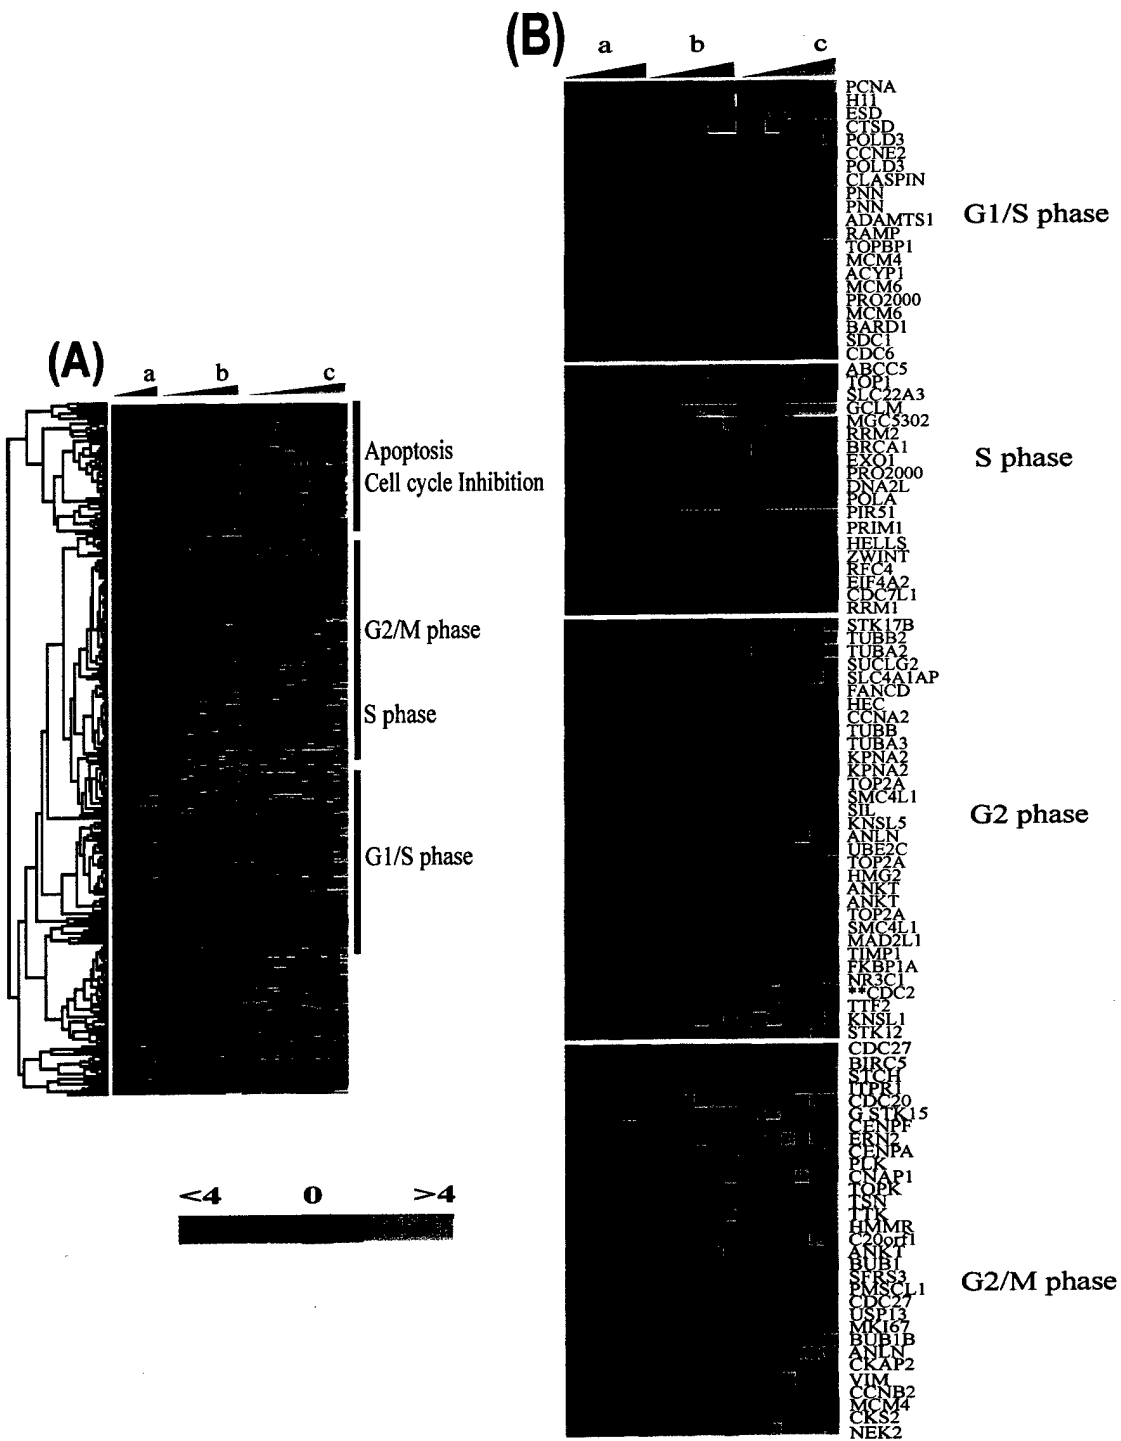 (B)
a b c
PCNA
H11
ESD
CTSD
POLD3
CCNE2
POLD3
CLASPIN
PNN
PNN
ADAMTS1
RAMP
TOPBP1
MCM4
ACYP1
MCM6
PRO2000
MCM6
BARD1
SDC1
CDC6
G1/S phase
ABCC5
TOP1
SLC22A3
GCLM
MGC5302
RRM2
BRCA1
EXO1
PRO2000
DNA2L
POLA
PIR51
PRIM1
HELLS
ZWINT
RFC4
EIF4A2
CDC7L1
RRM1
S phase
STK17B
TUBB2
TUBA2
SUCLG2
SLC4A1AP
FANCD
HEC
CCNA2
TUBB
TUBA3
KPNA2
KPNA2
TOP2A
SMC4L1
SIL
KNSL5
ANLN
UBE2C
TOP2A
HMG2
ANKT
ANKT
TOP2A
SMC4L1
MAD2L1
TIMP1
FKBP1A
NR3C1
**CDC2
TTF2
KNSL1
STK12
G2 phase
CDC27
BIRC5
STCH
ITPR1
CDC20
G STK15
CENPF
ERN2
CENPA
PLK
CNAP1
TOPK
TSN
TTK
HMMR
C20orf1
ANKT
BUB1
SFRS3
PMSCL1
CDC27
USP13
MKI67
BUB1B
ANLN
CKAP2
VIM
CCNB2
MCM4
CKS2
NEK2
G2/M phase
(A)
a b c
Apoptosis
Cell cycle Inhibition
G2/M phase
S phase
G1/S phase
<4 0 >4